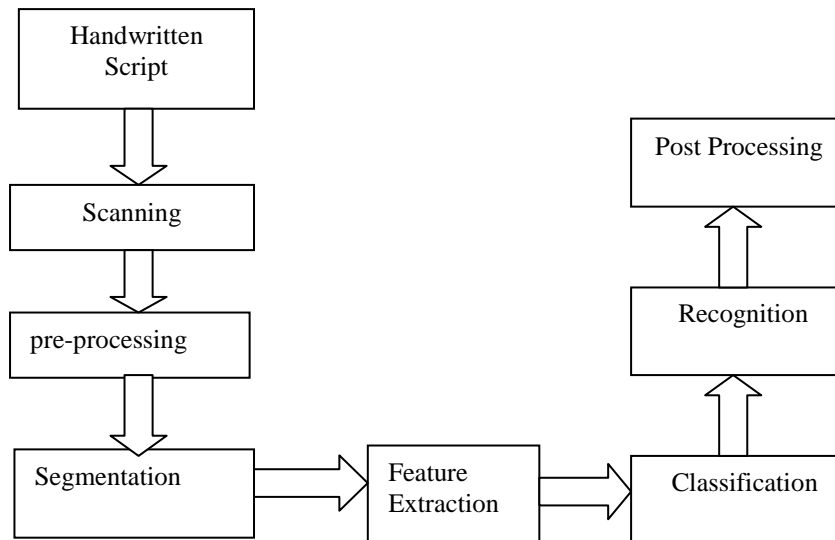 Handwritten
Script
Scanning
pre-processing
Segmentation
Feature
Extraction
Classification
Recognition
Post Processing